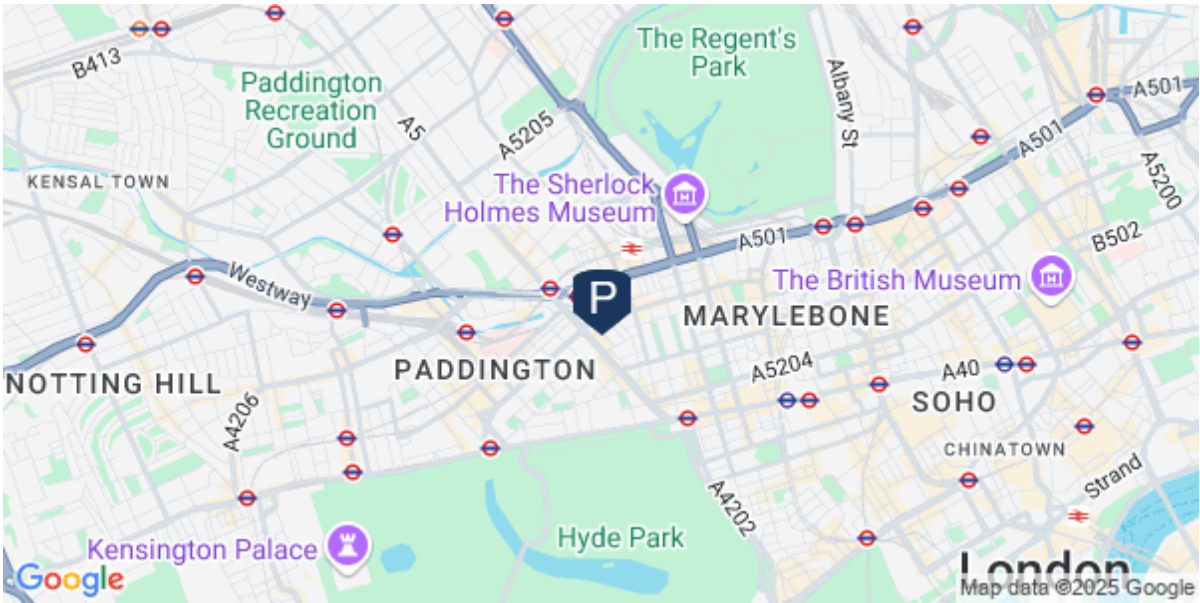 The Regent's
Park
B413
Paddington
Recreation
Ground
A5
A5205
Albany St
A501
A501
A5200
KENSAL TOWN
The Sherlock
Holmes Museum
A501
B502
Westway
The British Museum
P
MARYLEBONE
PADDINGTON
A5204
A40
NOTTING HILL
SOHO
A4206
CHINATOWN
Strand
A4202
Hyde Park
Kensington Palace
London
Google
Map data ©2025 Google